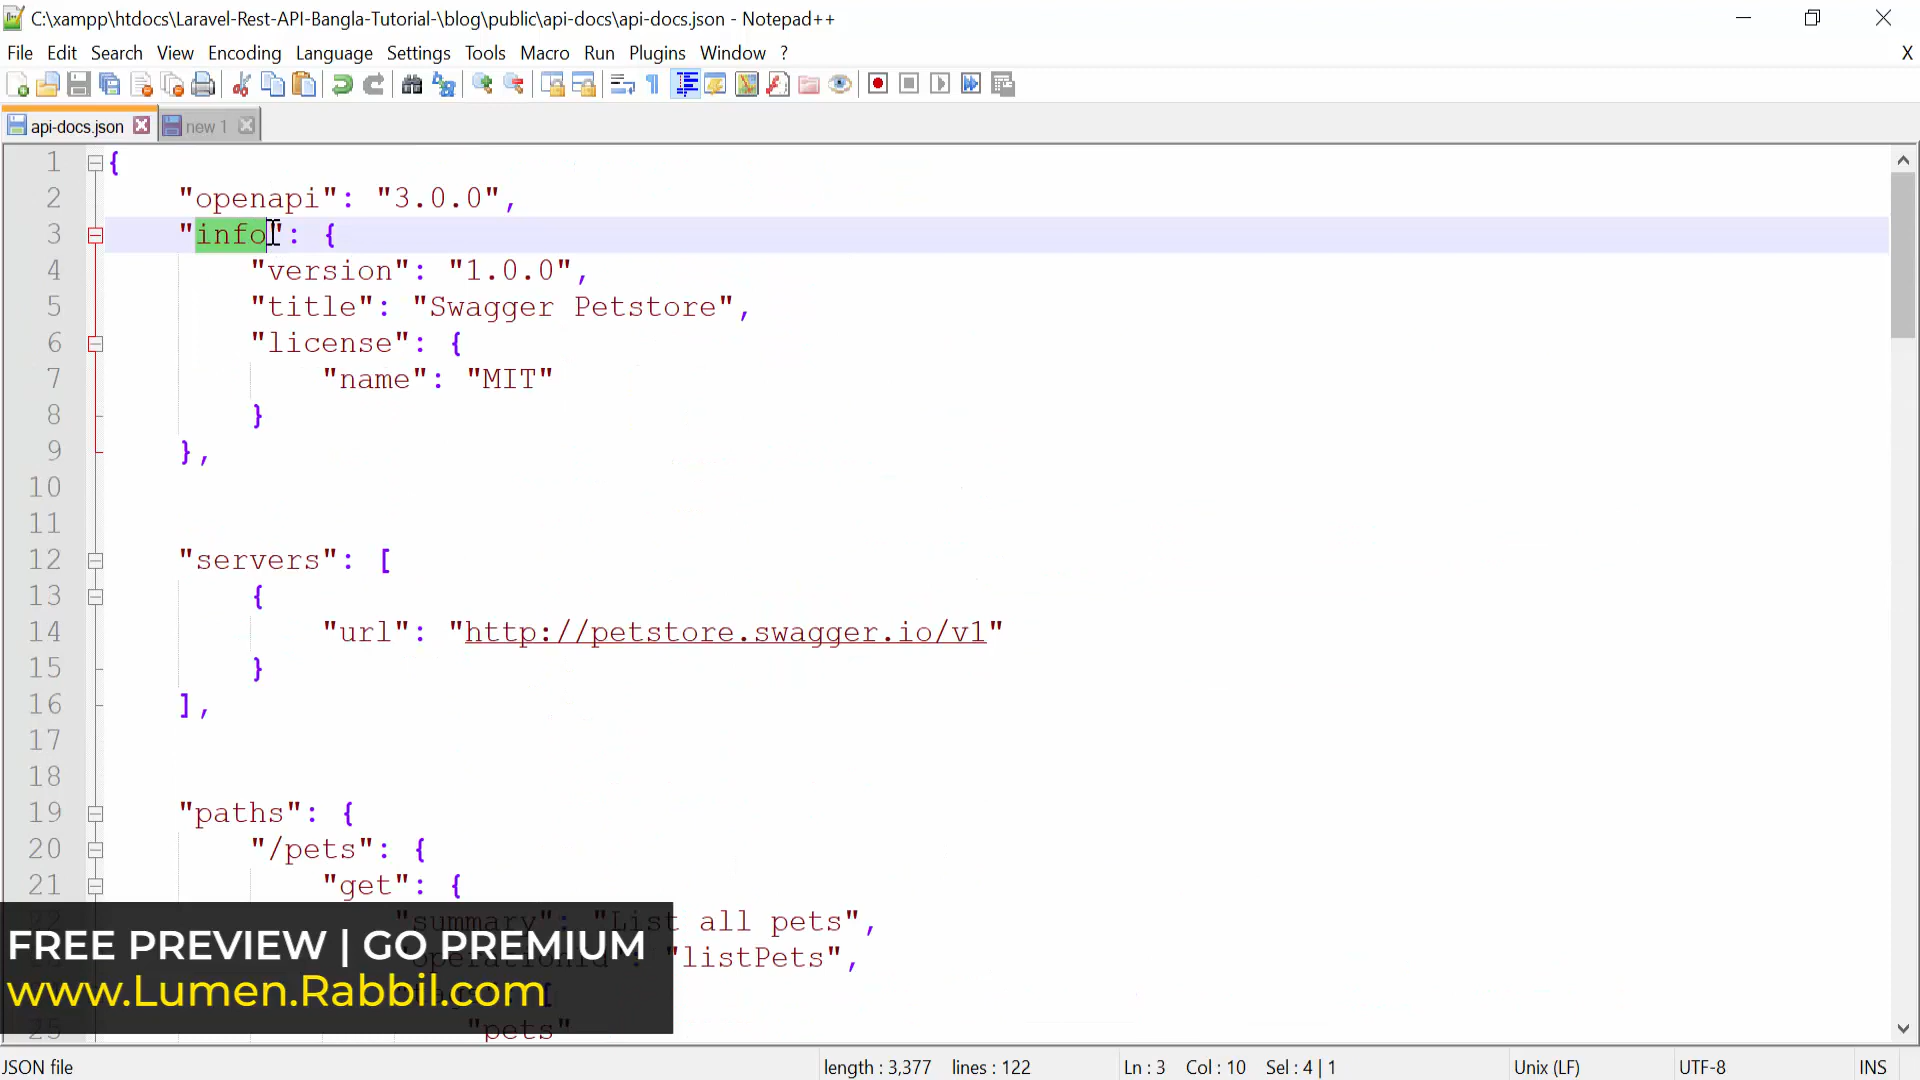 C:\xampp\htdocs\Laravel-Rest-API-Bangla-Tutorial-\blog\public\api-docs\api-docs.json - Notepad++
File Edit Search View Encoding Language Settings Tools Macro Run Plugins Window ? X
api-docs.json new 1
1 {
2 "openapi": "3.0.0",
3 "info": {
4 "version": "1.0.0",
5 "title": "Swagger Petstore",
6 "license": {
7 "name": "MIT"
8 }
9 },
10
11
12 "servers": [
13 {
14 "url": "http://petstore.swagger.io/v1"
15 }
16 ],
17
18
19 "paths": {
20 "/pets": {
21 "get": {
22 "summary": "List all pets",
"operationId": "listPets",
[
25 "pets"
FREE PREVIEW | GO PREMIUM
www.Lumen.Rabbil.com
JSON file length : 3,377 lines : 122 Ln : 3 Col : 10 Sel : 4 | 1 Unix (LF) UTF-8 INS